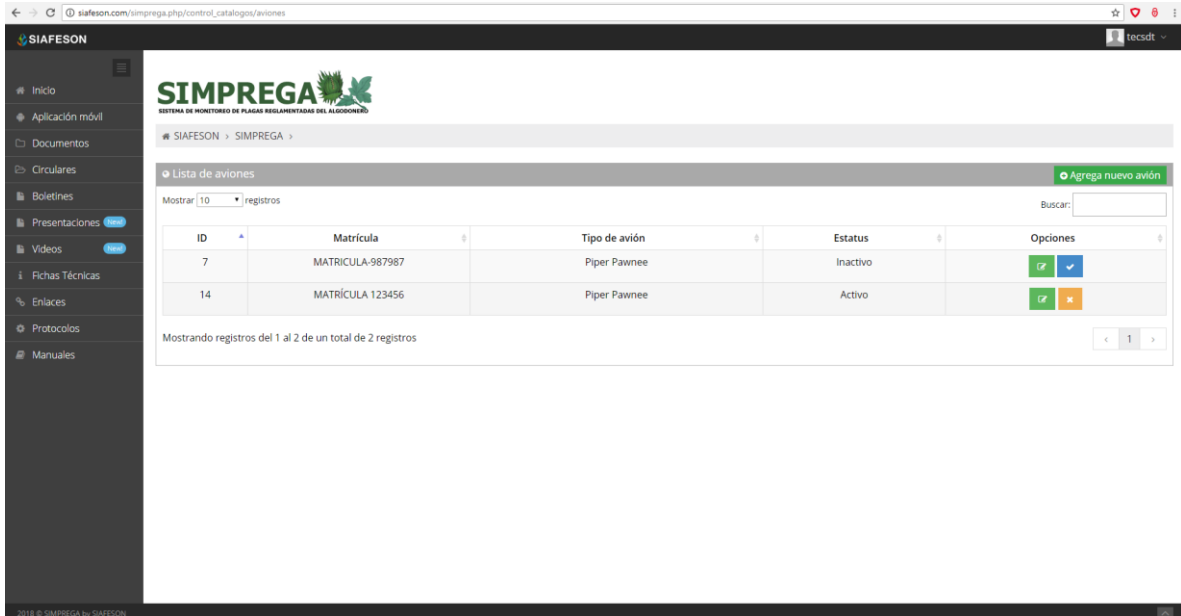 siafeson.com/simprega.php/control_catalogos/aviones
SIAFESON
tecsdt
Inicio
Aplicación móvil
Documentos
Circulares
Boletines
Presentaciones New!
Videos New!
Fichas Técnicas
Enlaces
Protocolos
Manuales
SIMPREGA
SISTEMA DE MONITOREO DE PLAGAS REGLAMENTADAS DEL ALGODONERO
SIAFESON > SIMPREGA >
Lista de aviones
Agrega nuevo avión
Mostrar 10 registros
Buscar:
ID Matrícula Tipo de avión Estatus Opciones
7 MATRICULA-987987 Piper Pawnee Inactivo
14 MATRÍCULA 123456 Piper Pawnee Activo
Mostrando registros del 1 al 2 de un total de 2 registros
< 1 >
2018 © SIMPREGA by SIAFESON